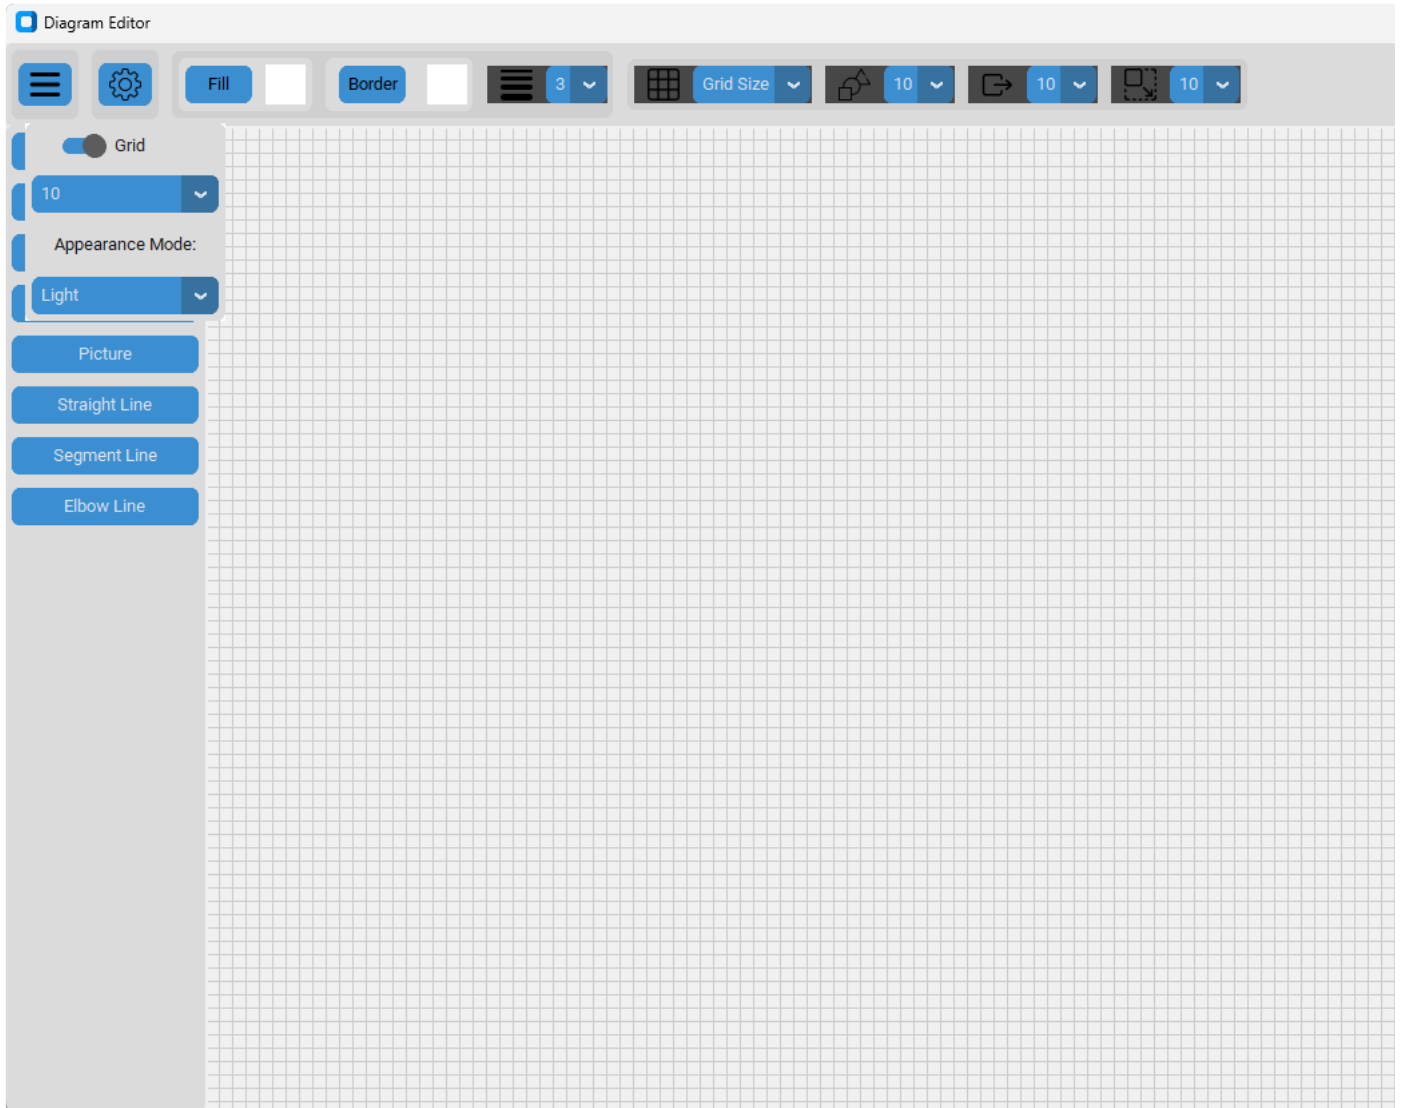 Diagram Editor
Fill
Border
3
Grid Size
10
10
10
Grid
10
Appearance Mode:
Light
Picture
Straight Line
Segment Line
Elbow Line